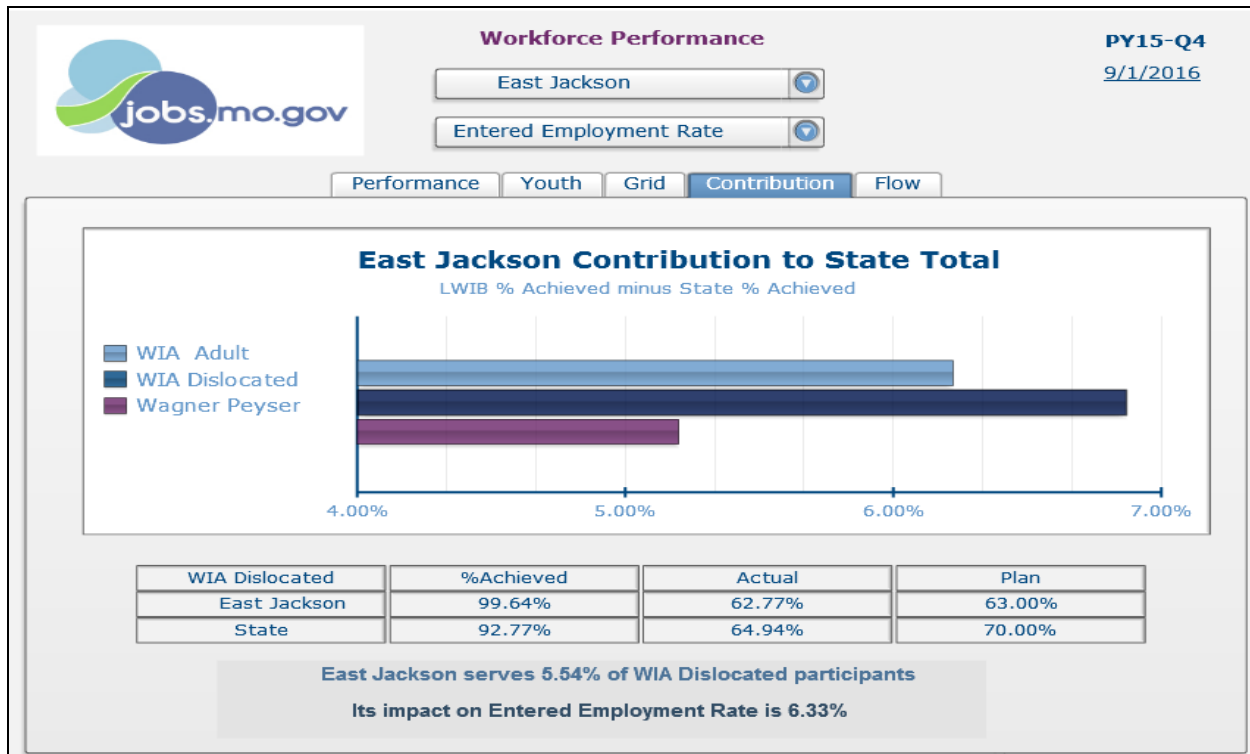 jobs.mo.gov
Workforce Performance
PY15-Q4
East Jackson
9/1/2016
Entered Employment Rate
Performance Youth Grid Contribution Flow
East Jackson Contribution to State Total
LWIB % Achieved minus State % Achieved
WIA Adult
WIA Dislocated
Wagner Peyser
4.00% 5.00% 6.00% 7.00%
WIA Dislocated %Achieved Actual Plan
East Jackson 99.64% 62.77% 63.00%
State 92.77% 64.94% 70.00%
East Jackson serves 5.54% of WIA Dislocated participants
Its impact on Entered Employment Rate is 6.33%